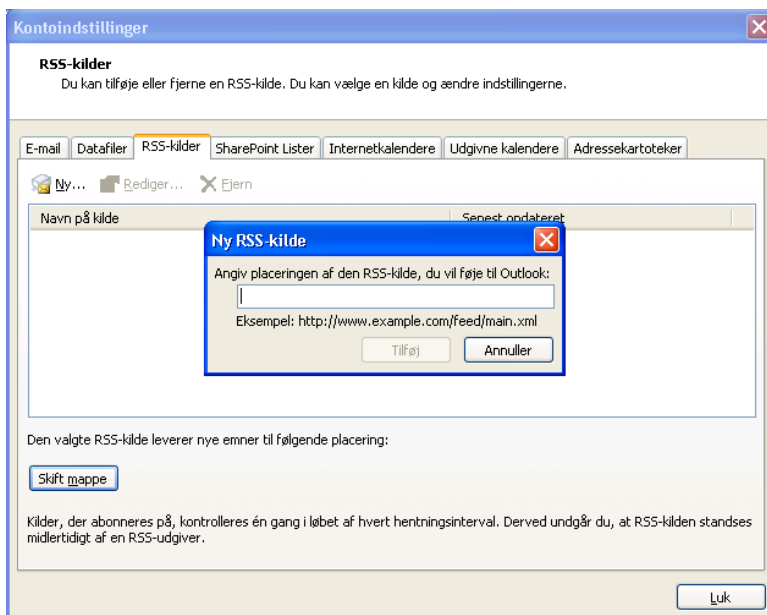 Kontoindstillinger
RSS-kilder
Du kan tilføje eller fjerne en RSS-kilde. Du kan vælge en kilde og ændre indstillingerne.
E-mail Datafiler RSS-kilder SharePoint Lister Internetkalendere Udgivne kalendere Adressekartoteker
Ny... Rediger... Fjern
Navn på kilde Senest opdateret
Ny RSS-kilde
Angiv placeringen af den RSS-kilde, du vil føje til Outlook:
Eksempel: http://www.example.com/feed/main.xml
Tilføj Annuller
Den valgte RSS-kilde leverer nye emner til følgende placering:
Skift mappe
Kilder, der abonneres på, kontrolleres én gang i løbet af hvert hentningsinterval. Derved undgår du, at RSS-kilden standses
midlertidigt af en RSS-udgiver.
Luk